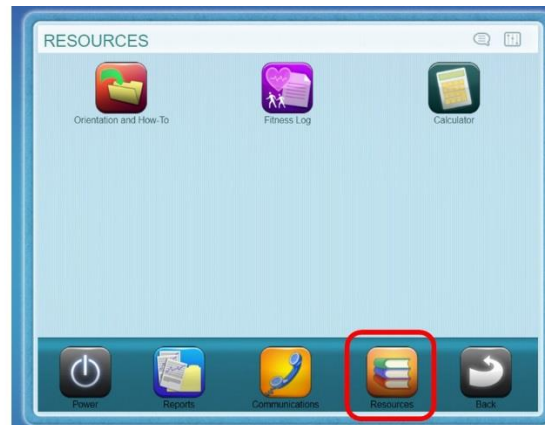 RESOURCES
Orientation and How-To
Fitness Log
Calculator
Power
Reports
Communications
Resources
Back